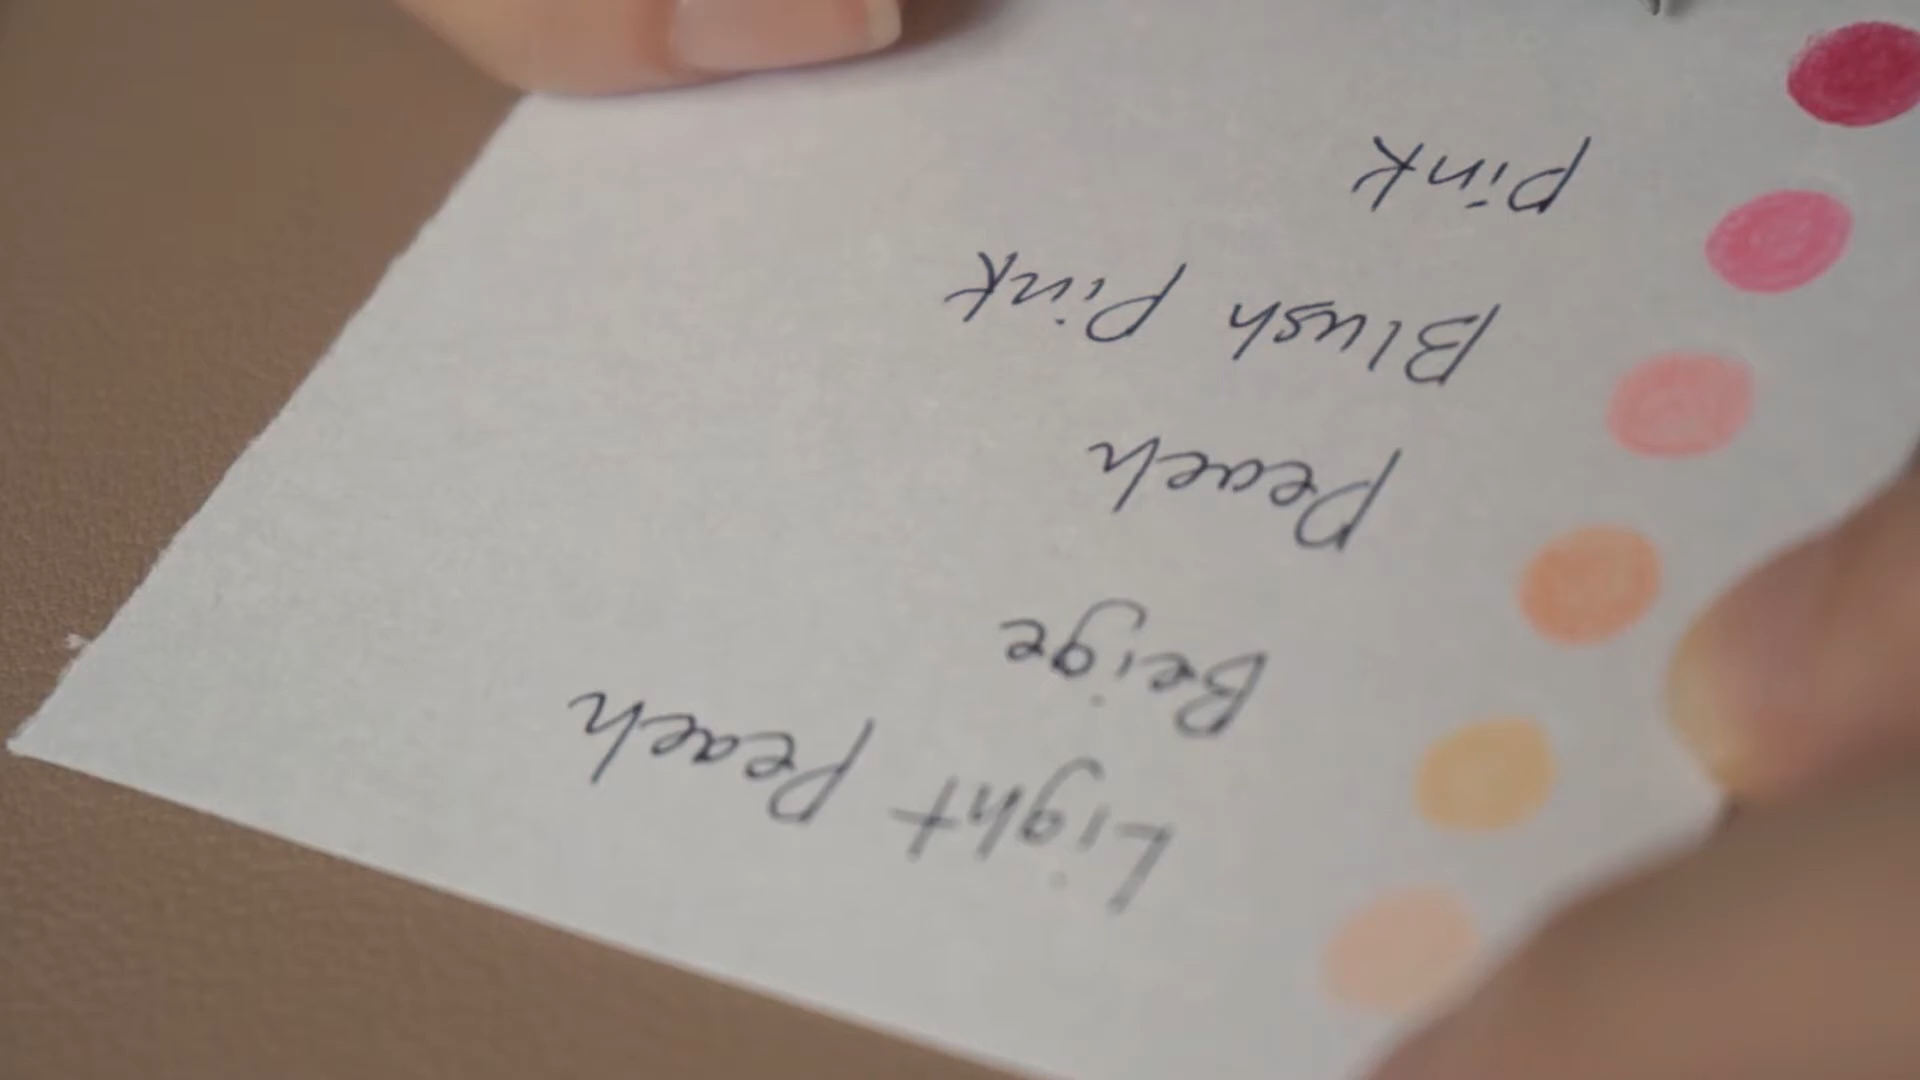 Light Peach
Beige
Peach
Blush Pink
Pink